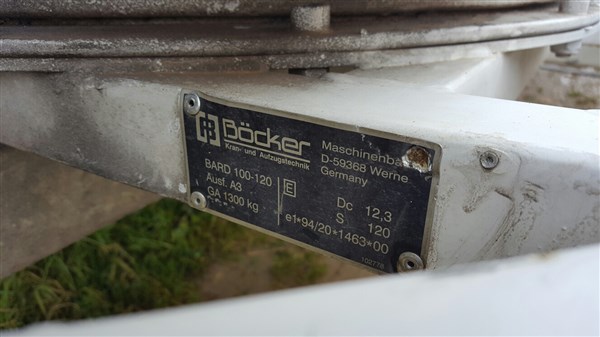 Böcker
Kran- und Aufzugstechnik
Maschinenbau
D-59368 Werne
Germany
BARD 100-120
Ausf. A3
GA 1300 kg
E
Dc 12,3
S 120
e1*94/20*1463*00